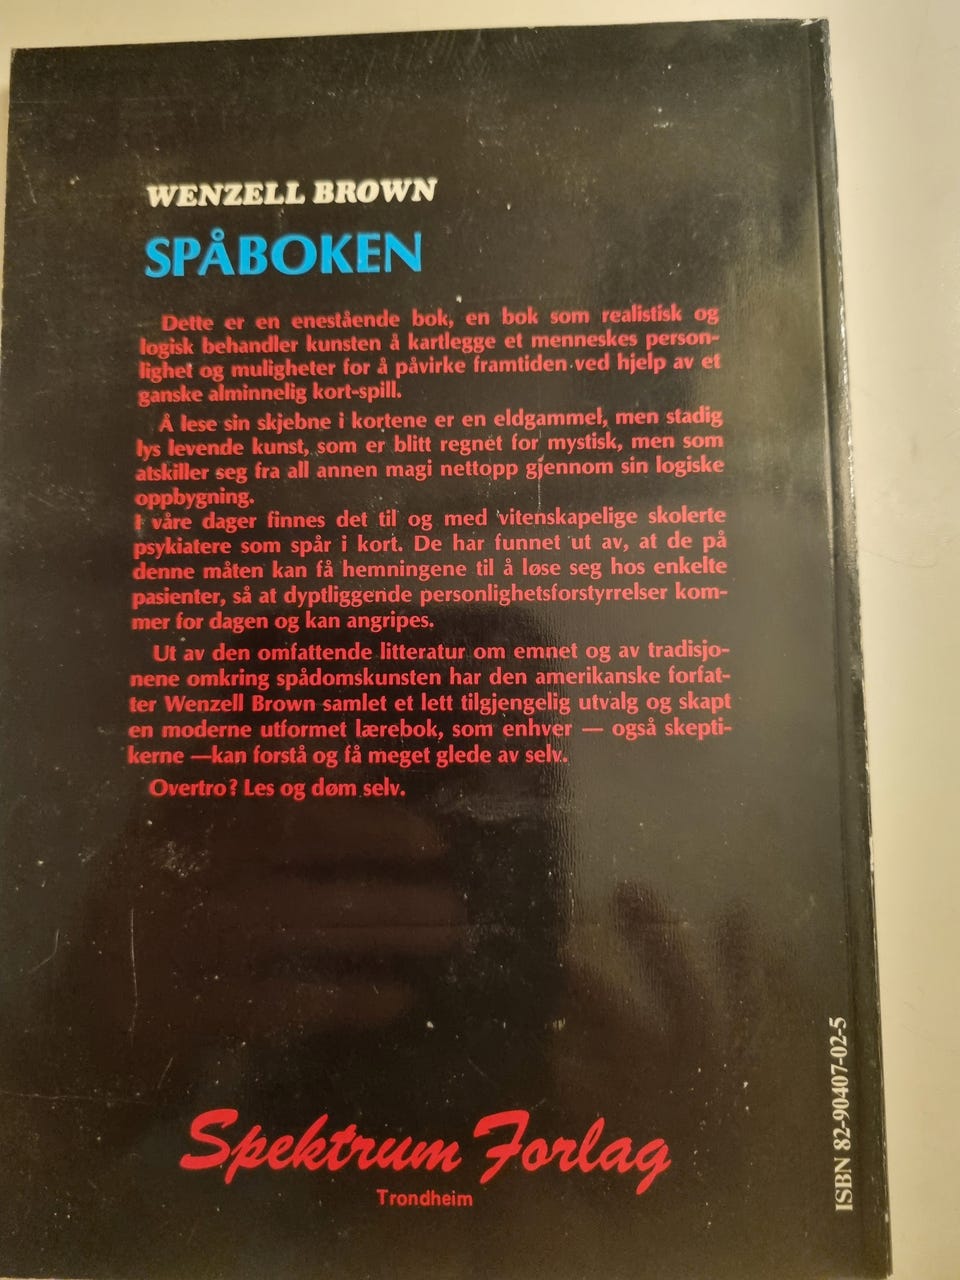 WENZELL BROWN
SPÅBOKEN
Dette er en enestående bok, en bok som realistisk og
logisk behandler kunsten å kartlegge et menneskes person-
lighet og muligheter for å påvirke framtiden ved hjelp av et
ganske alminnelig kort-spill.
Å lese sin skjebne i kortene er en eldgammel, men stadig
lys levende kunst, som er blitt regnet for mystisk, men som
atskiller seg fra all annen magi nettopp gjennom sin logiske
oppbygning.
I våre dager finnes det til og med vitenskapelige skolerte
psykiatere som spår i kort. De har funnet ut av, at de på
denne måten kan få hemningene til å løse seg hos enkelte
pasienter, så at dyptliggende personlighetsforstyrrelser kom-
mer for dagen og kan angripes.
Ut av den omfattende litteratur om emnet og av tradisjo-
nene omkring spådomskunsten har den amerikanske forfat-
ter Wenzell Brown samlet et lett tilgjengelig utvalg og skapt
en moderne utformet lærebok, som enhver — også skepti-
kerne —kan forstå og få meget glede av selv.
Overtro? Les og døm selv.
Spektrum Forlag
Trondheim
ISBN 82-90407-02-5